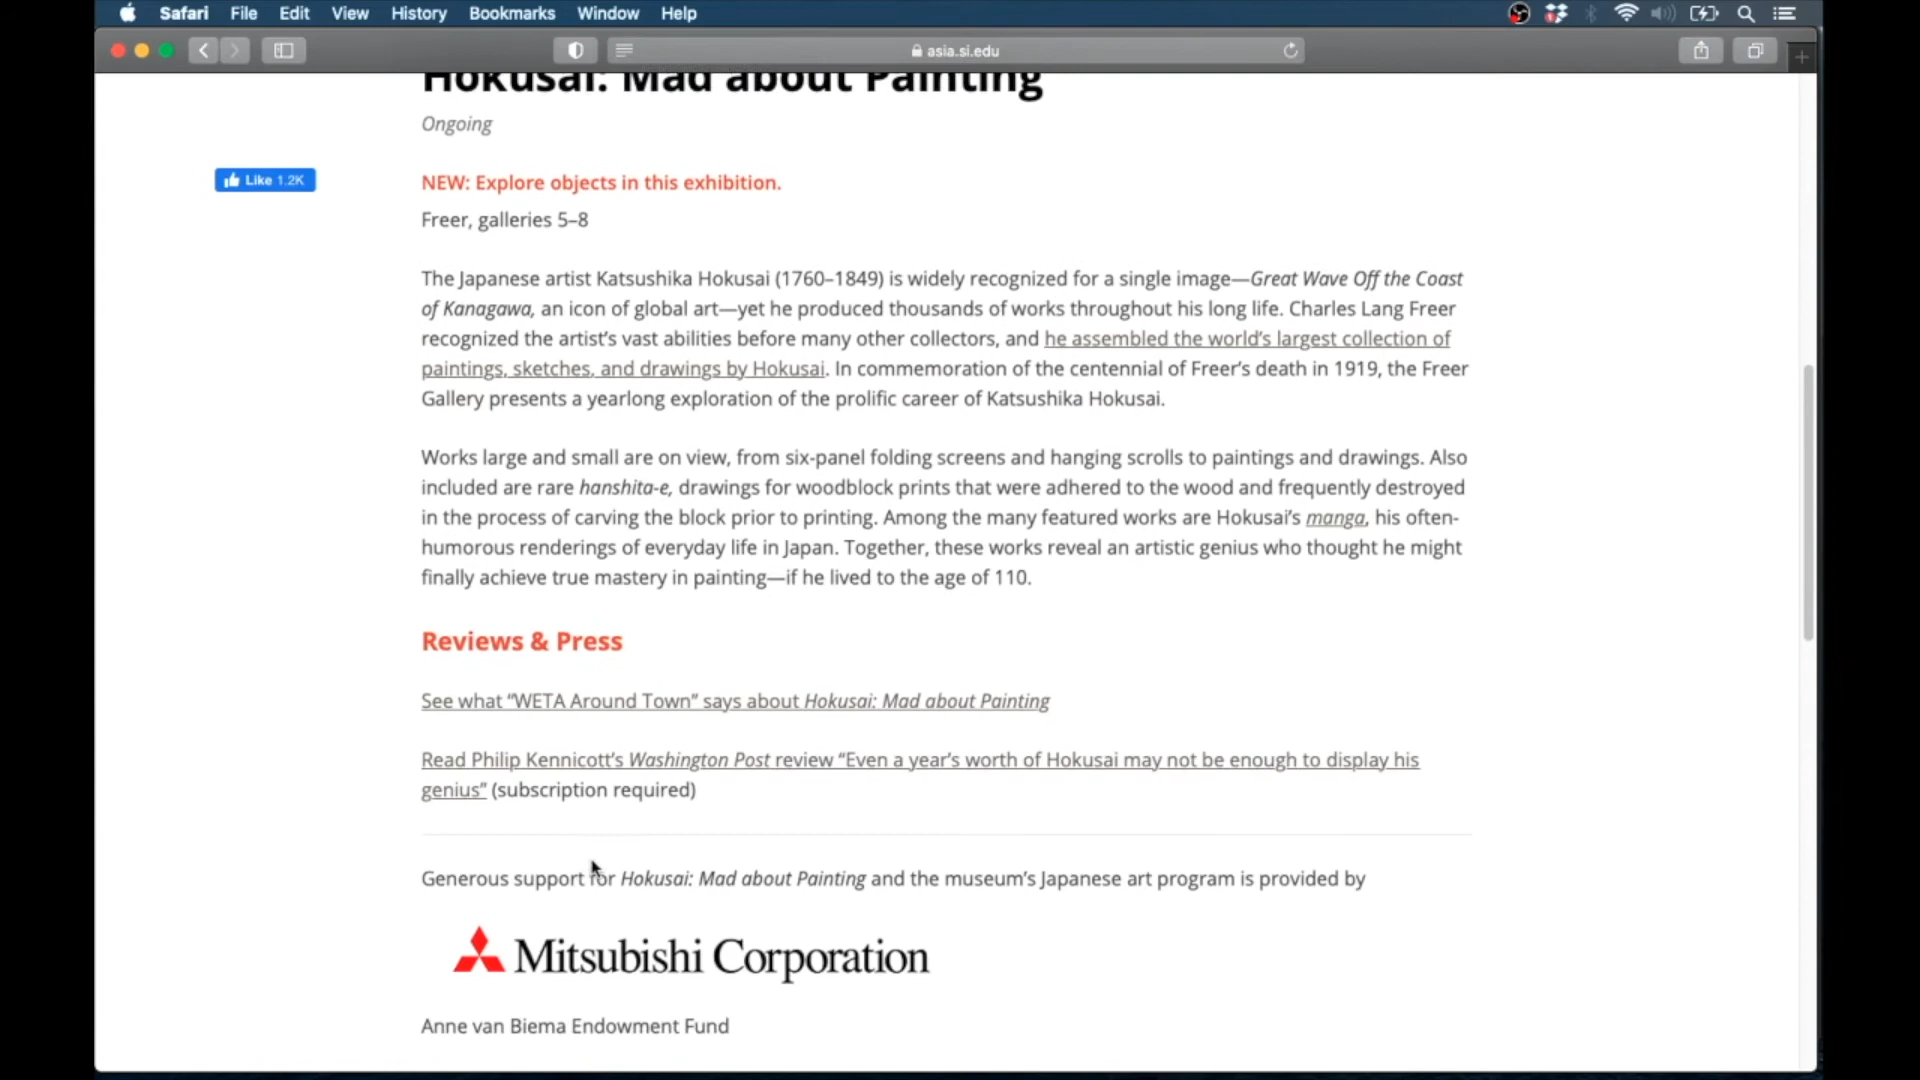 Safari File Edit View History Bookmarks Window Help
asia.si.edu
Hokusai: Mad about Painting
Ongoing
Like 1.2K
NEW: Explore objects in this exhibition.
Freer, galleries 5–8
The Japanese artist Katsushika Hokusai (1760–1849) is widely recognized for a single image—Great Wave Off the Coast
of Kanagawa, an icon of global art—yet he produced thousands of works throughout his long life. Charles Lang Freer
recognized the artist’s vast abilities before many other collectors, and he assembled the world’s largest collection of
paintings, sketches, and drawings by Hokusai. In commemoration of the centennial of Freer’s death in 1919, the Freer
Gallery presents a yearlong exploration of the prolific career of Katsushika Hokusai.
Works large and small are on view, from six-panel folding screens and hanging scrolls to paintings and drawings. Also
included are rare hanshita-e, drawings for woodblock prints that were adhered to the wood and frequently destroyed
in the process of carving the block prior to printing. Among the many featured works are Hokusai’s manga, his often-
humorous renderings of everyday life in Japan. Together, these works reveal an artistic genius who thought he might
finally achieve true mastery in painting—if he lived to the age of 110.
Reviews & Press
See what “WETA Around Town” says about Hokusai: Mad about Painting
Read Philip Kennicott’s Washington Post review “Even a year’s worth of Hokusai may not be enough to display his
genius” (subscription required)
Generous support for Hokusai: Mad about Painting and the museum’s Japanese art program is provided by
Mitsubishi Corporation
Anne van Biema Endowment Fund